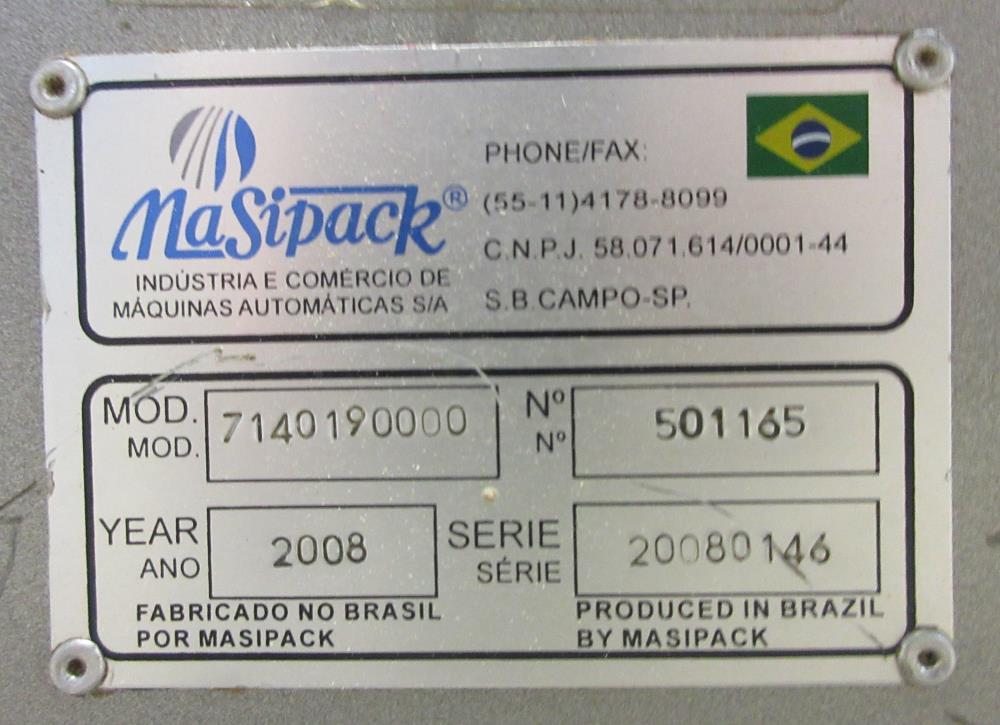 MaSipack®
INDÚSTRIA E COMÉRCIO DE
MÁQUINAS AUTOMÁTICAS S/A
PHONE/FAX:
(55-11)4178-8099
C.N.P.J. 58.071.614/0001-44
S.B.CAMPO-SP.
MOD. 7140190000 Nº 501165
MOD. Nº
YEAR 2008 SERIE 20080146
ANO SÉRIE
FABRICADO NO BRASIL
POR MASIPACK
PRODUCED IN BRAZIL
BY MASIPACK